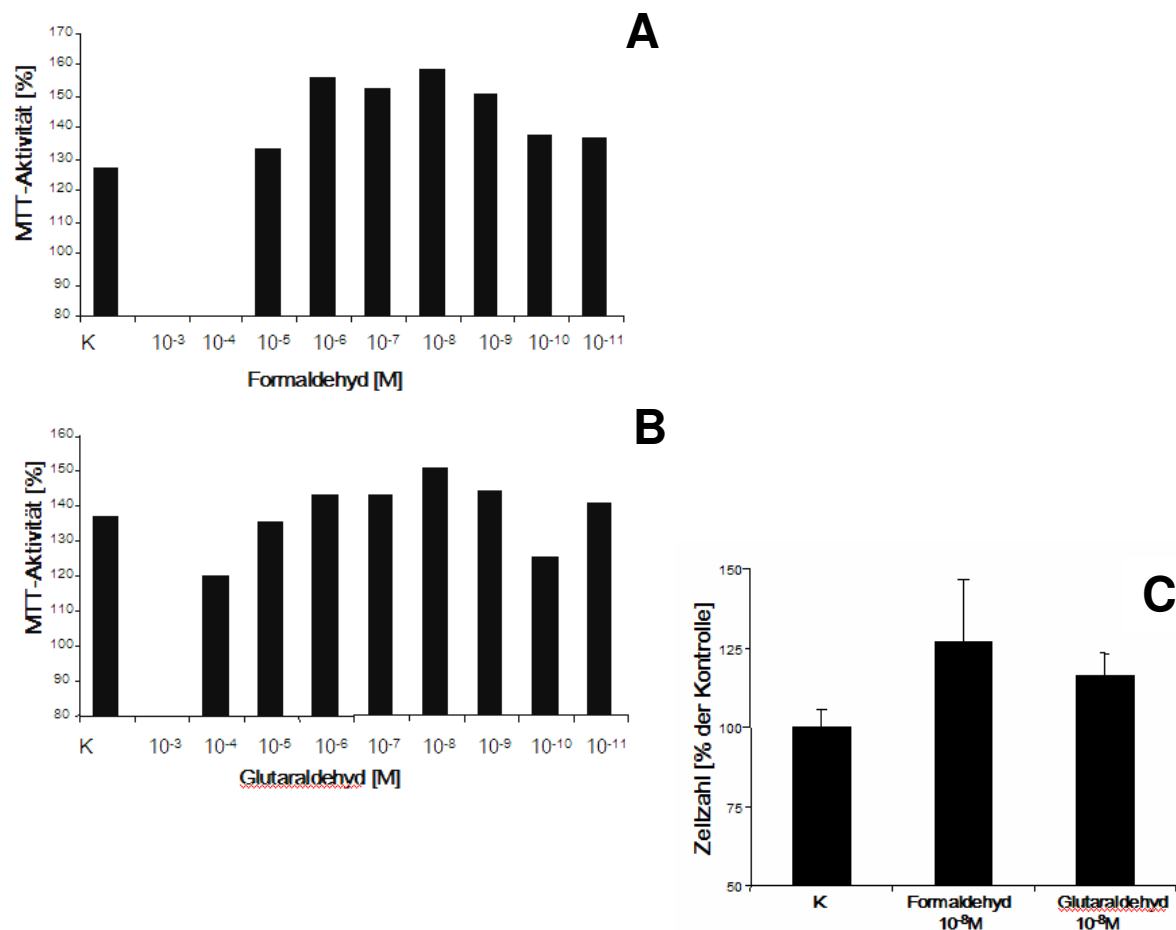 A
MTT-Aktivität [%]
170
160
150
140
130
120
110
100
90
80
K 10-3 10-4 10-5 10-6 10-7 10-8 10-9 10-10 10-11
Formaldehyd [M]
B
MTT-Aktivität [%]
160
150
140
130
120
110
100
90
80
K 10-3 10-4 10-5 10-6 10-7 10-8 10-9 10-10 10-11
Glutaraldehyd [M]
C
Zellzahl [% der Kontrolle]
150
125
100
75
50
K Formaldehyd Glutaraldehyd
10-8M 10-8M